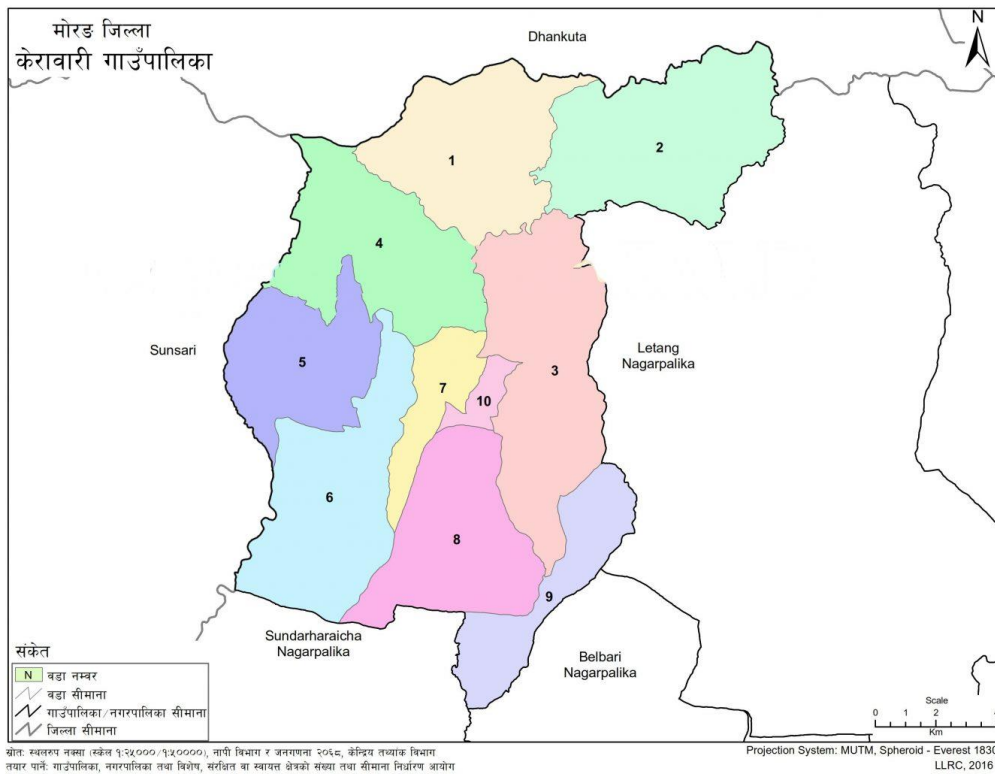 मोरङ जिल्ला
केरावारी गाउँपालिका
Dhankuta
N
1
2
4
Sunsari
5
7
10
3
Letang
Nagarpalika
6
8
9
Sundarharaicha
Nagarpalika
Belbari
Nagarpalika
संकेत
N वडा नम्बर
वडा सीमाना
गाउँपालिका/नगरपालिका सीमाना
जिल्ला सीमाना
Scale
0 1 2
Km
स्रोत: स्थलरुप नक्सा (स्केल १:२५०००/१:५००००), नापी विभाग र जनगणना २०६८, केन्द्रिय तथ्यांक विभाग
तयार पार्ने: गाउँपालिका, नगरपालिका तथा विशेष, संरक्षित वा स्वायत्त क्षेत्रको संख्या तथा सीमाना निर्धारण आयोग
Projection System: MUTM, Spheroid - Everest 1830
LLRC, 2016